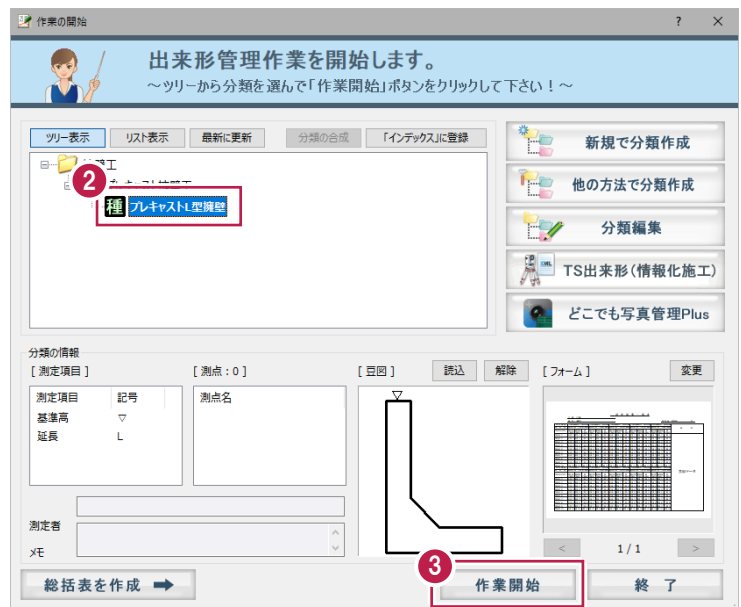 作業の開始
? ×
出来形管理作業を開始します。
～ツリーから分類を選んで「作業開始」ボタンをクリックして下さい！～
ツリー表示 リスト表示 最新に更新 分類の合成 「インデックス」に登録
2
種 プレキャストL型擁壁
新規で分類作成
他の方法で分類作成
分類編集
TS出来形(情報化施工)
どこでも写真管理Plus
分類の情報
[ 測定項目 ] [ 測点 : 0 ] [ 豆図 ] 読込 解除 [ フォーム ] 変更
測定項目 記号
基準高 ▽
延長 L
測点名
測定者
メモ
< 1 / 1 >
3
総括表を作成 ➡ 作業開始 終 了